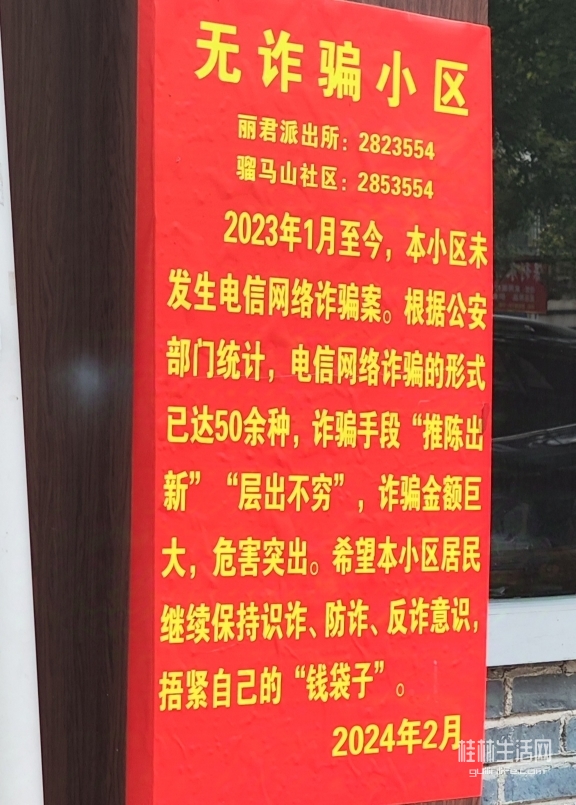 无诈骗小区
丽君派出所：2823554
骝马山社区：2853554
2023年1月至今，本小区未
发生电信网络诈骗案。根据公安
部门统计，电信网络诈骗的形式
已达50余种，诈骗手段“推陈出
新”“层出不穷”，诈骗金额巨
大，危害突出。希望本小区居民
继续保持识诈、防诈、反诈意识，
捂紧自己的“钱袋子”。
2024年2月
桂林生活网